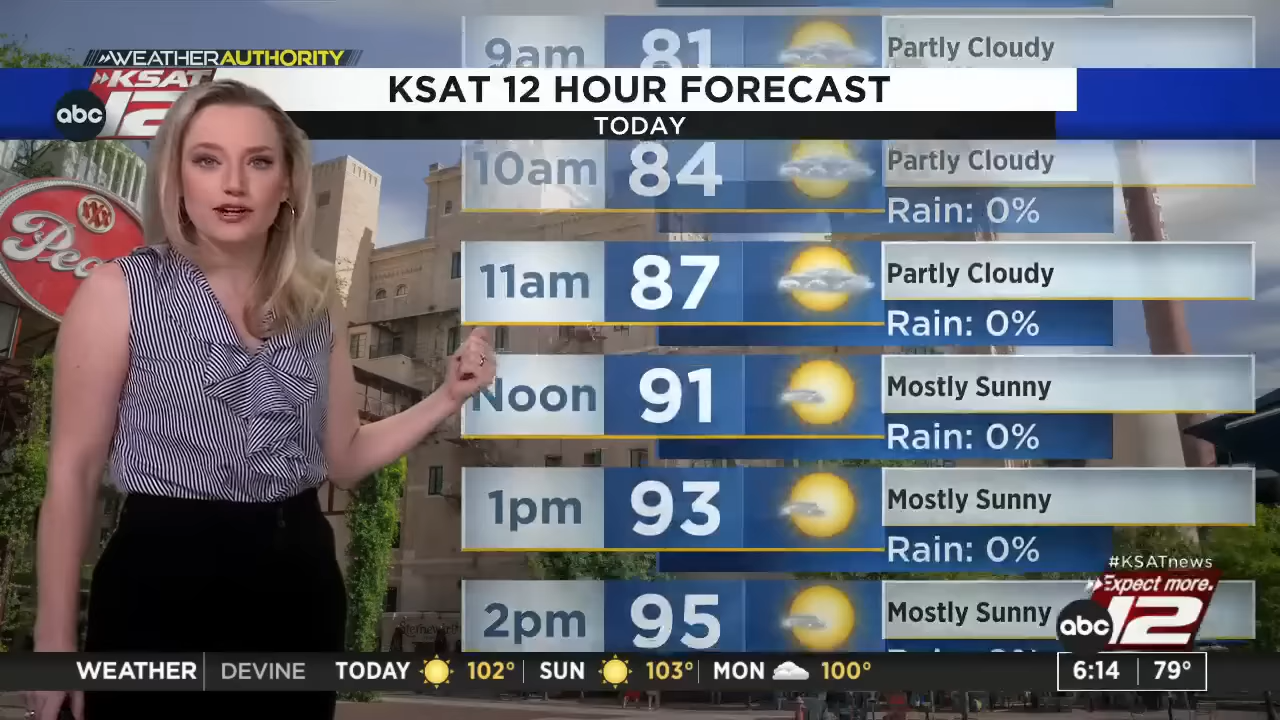 WEATHERAUTHORITY
KSAT
12
abc
KSAT 12 HOUR FORECAST
TODAY
9am 81 Partly Cloudy
10am 84 Partly Cloudy
Rain: 0%
11am 87 Partly Cloudy
Rain: 0%
Noon 91 Mostly Sunny
Rain: 0%
1pm 93 Mostly Sunny
Rain: 0%
2pm 95 Mostly Sunny
#KSATnews
Expect more.
abc 12
WEATHER DEVINE TODAY 102° SUN 103° MON 100° 6:14 79°